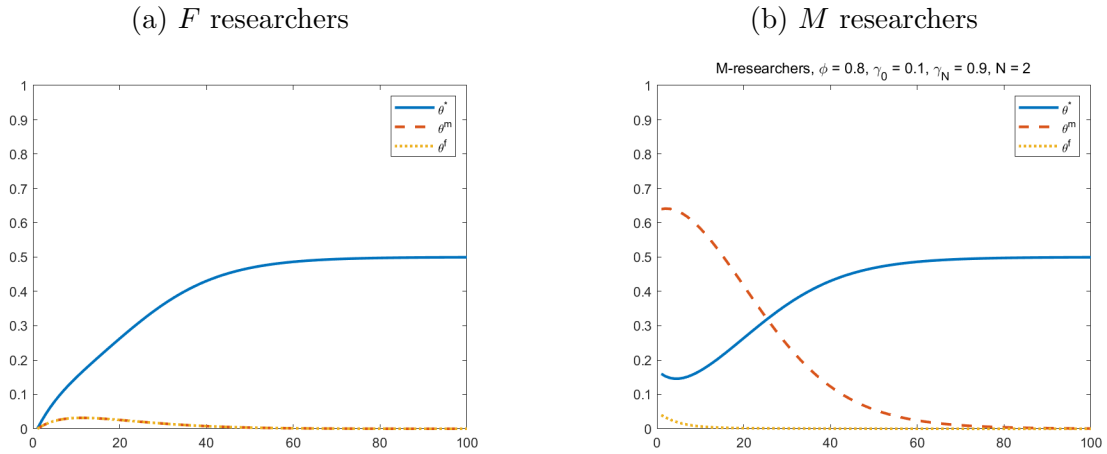 (a) F researchers
(b) M researchers
1
0.9
0.8
0.7
0.6
0.5
0.4
0.3
0.2
0.1
0
0 20 40 60 80 100
θ*
θᵐ
θᶠ
M-researchers, ϕ = 0.8, γ₀ = 0.1, γ_N = 0.9, N = 2
1
0.9
0.8
0.7
0.6
0.5
0.4
0.3
0.2
0.1
0
0 20 40 60 80 100
θ*
θᵐ
θᶠ